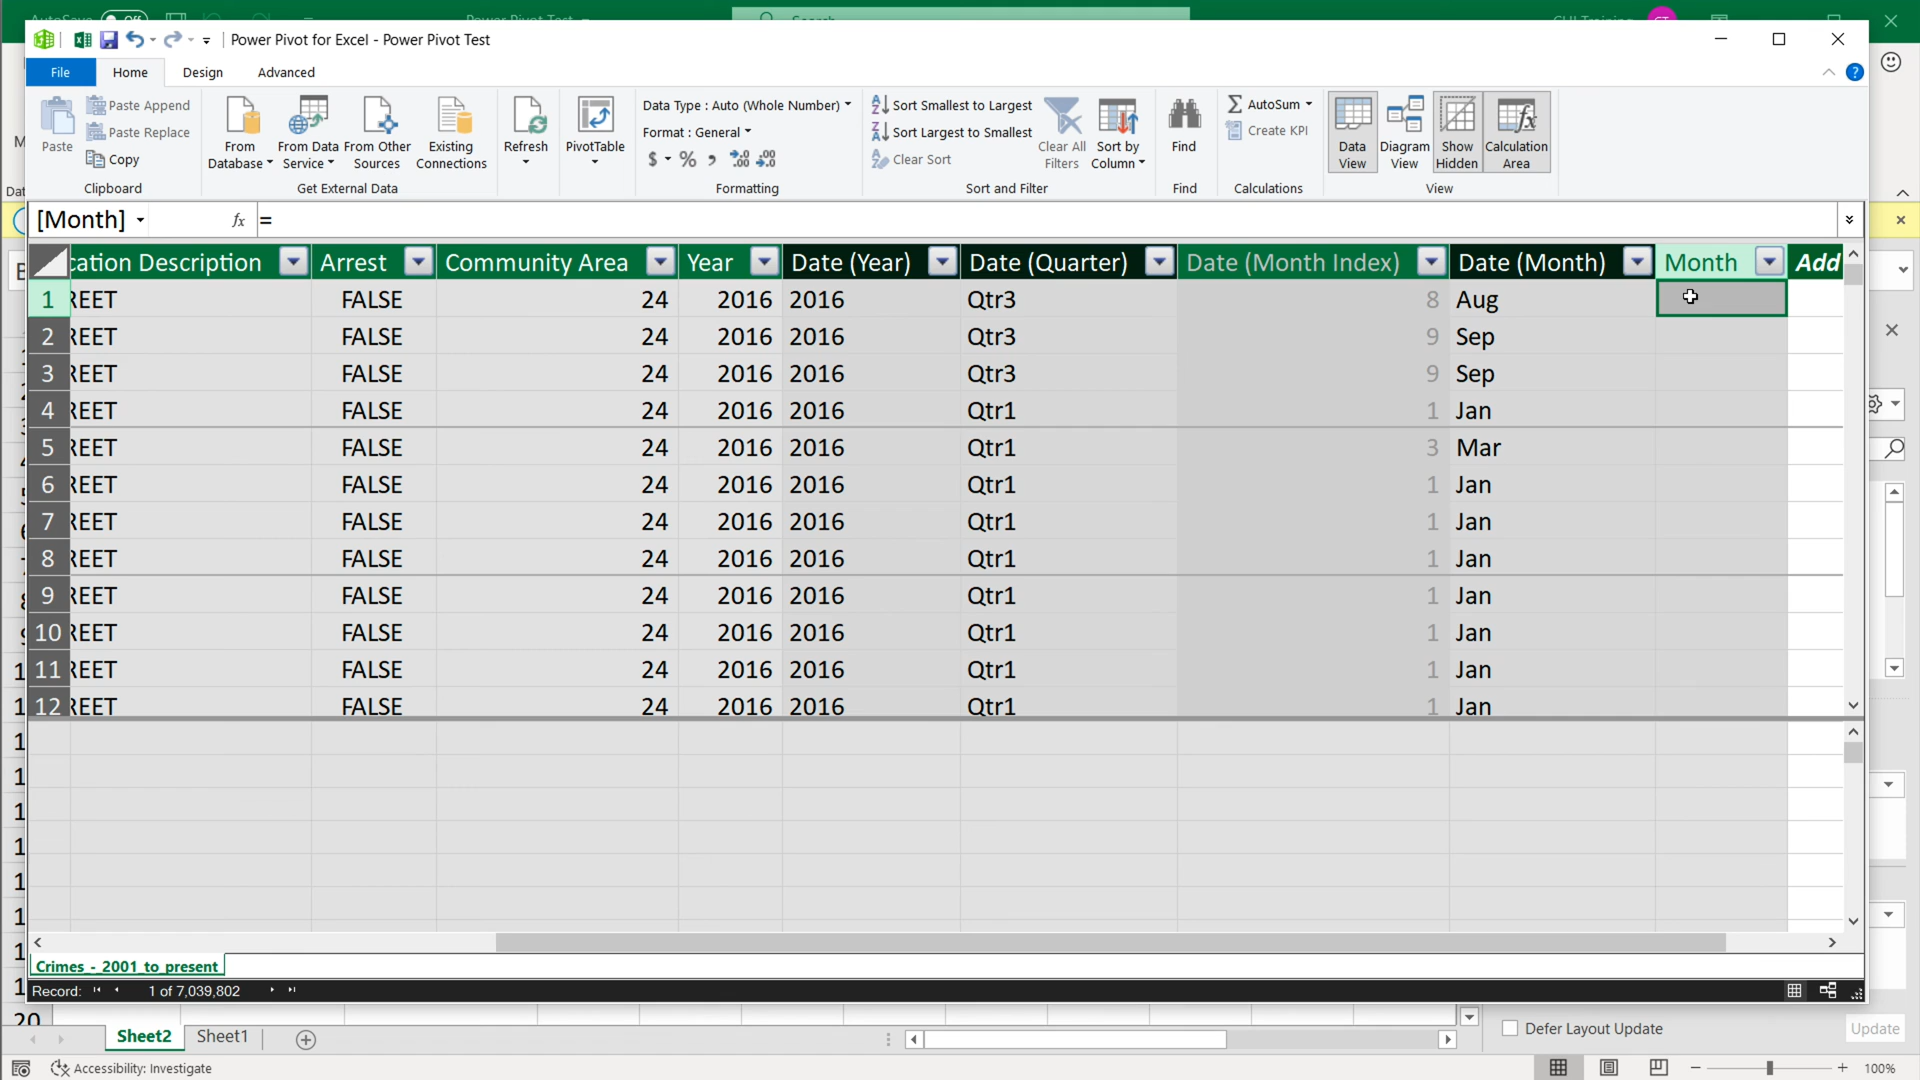 Power Pivot for Excel - Power Pivot Test
File Home Design Advanced
Paste
Paste Append
Paste Replace
Copy
Clipboard
From Database
From Data Service
From Other Sources
Existing Connections
Get External Data
Refresh
PivotTable
Data Type : Auto (Whole Number)
Format : General
$ % ,
Formatting
Sort Smallest to Largest
Sort Largest to Smallest
Clear Sort
Clear All Filters
Sort by Column
Sort and Filter
Find
Find
AutoSum
Create KPI
Calculations
Data View
Diagram View
Show Hidden
Calculation Area
View
[Month] fx =
cation Description Arrest Community Area Year Date (Year) Date (Quarter) Date (Month Index) Date (Month) Month Add
1 REET FALSE 24 2016 2016 Qtr3 8 Aug
2 REET FALSE 24 2016 2016 Qtr3 9 Sep
3 REET FALSE 24 2016 2016 Qtr3 9 Sep
4 REET FALSE 24 2016 2016 Qtr1 1 Jan
5 REET FALSE 24 2016 2016 Qtr1 3 Mar
6 REET FALSE 24 2016 2016 Qtr1 1 Jan
7 REET FALSE 24 2016 2016 Qtr1 1 Jan
8 REET FALSE 24 2016 2016 Qtr1 1 Jan
9 REET FALSE 24 2016 2016 Qtr1 1 Jan
10 REET FALSE 24 2016 2016 Qtr1 1 Jan
11 REET FALSE 24 2016 2016 Qtr1 1 Jan
12 REET FALSE 24 2016 2016 Qtr1 1 Jan
Crimes_-_2001_to_present
Record: 1 of 7,039,802
20
Sheet2 Sheet1
Defer Layout Update Update
Accessibility: Investigate 100%